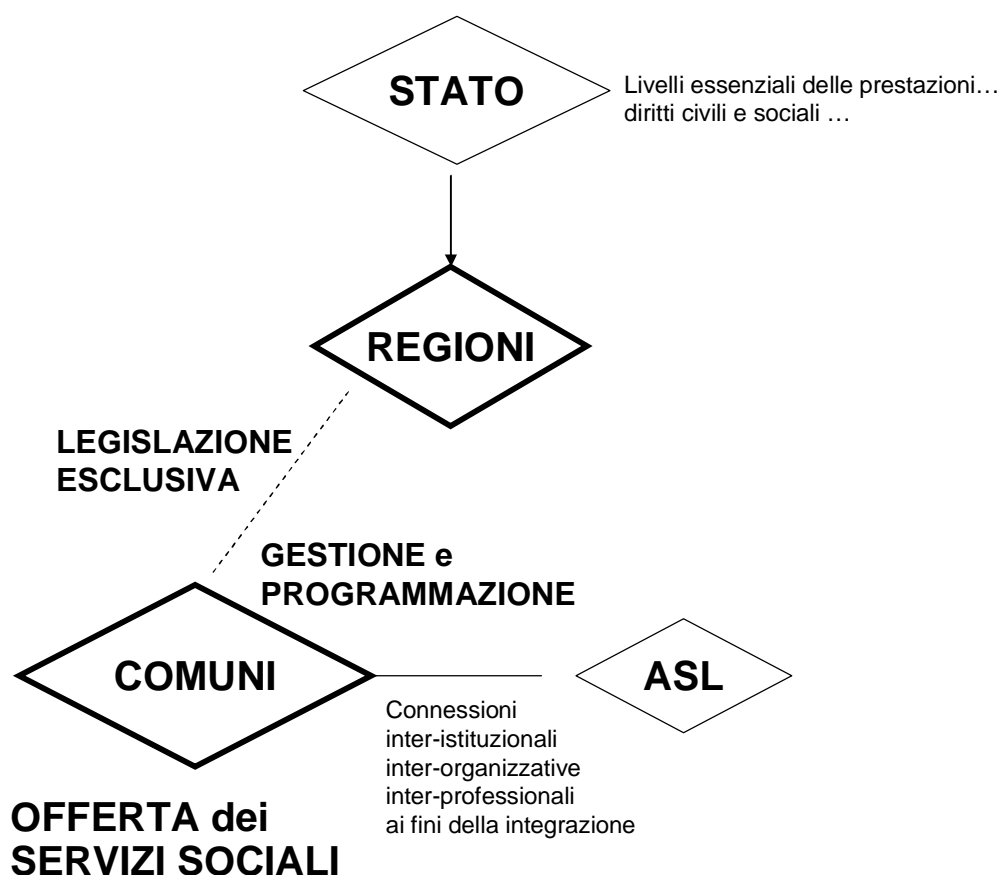 STATO
Livelli essenziali delle prestazioni…
diritti civili e sociali …
REGIONI
LEGISLAZIONE
ESCLUSIVA
GESTIONE e
PROGRAMMAZIONE
COMUNI
ASL
Connessioni
inter-istituzionali
inter-organizzative
inter-professionali
ai fini della integrazione
OFFERTA dei
SERVIZI SOCIALI